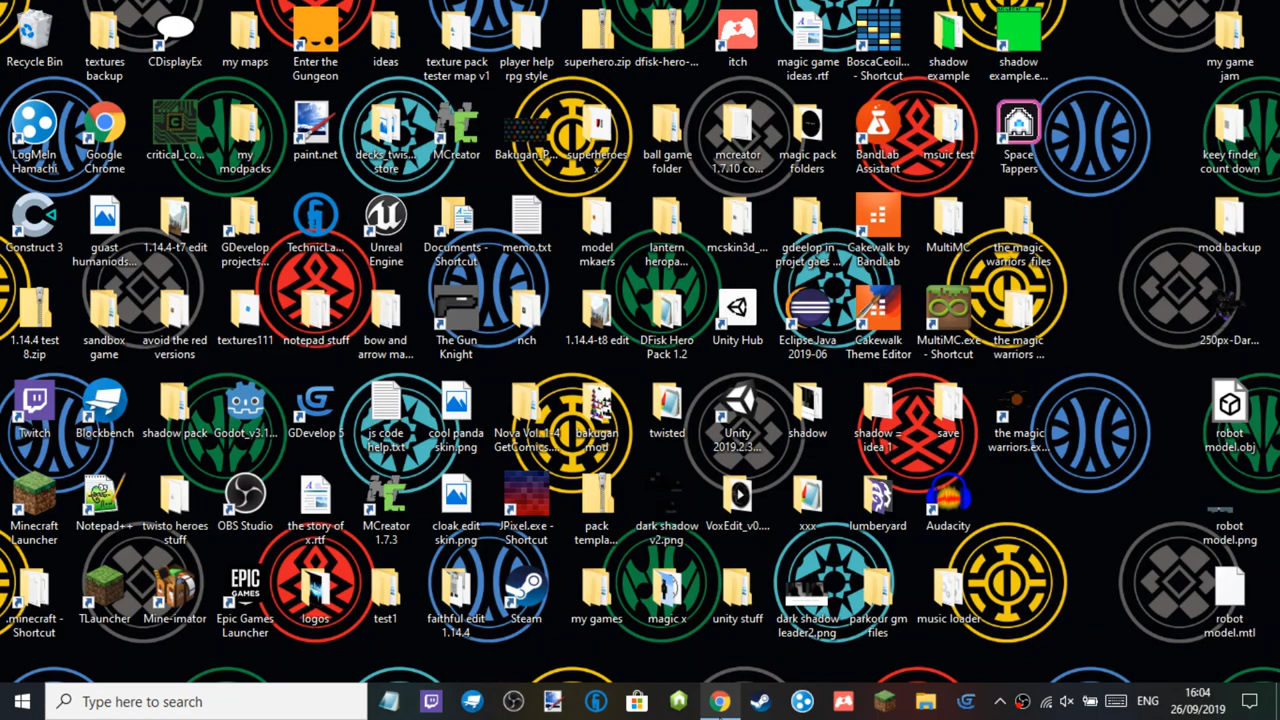 Recycle Bin
textures backup
CDisplayEx
my maps
Enter the Gungeon
ideas
texture pack tester map v1
player help rpg style
superhero.zip
dfisk-hero-...
itch
magic game ideas .rtf
BoscaCeoil... - Shortcut
shadow example
shadow example.e...
my game jam
LogMeIn Hamachi
Google Chrome
critical_co...
my modpacks
paint.net
decks_twis... store
MCreator
Bakugan_P...
superheroes x
ball game folder
mcreator 1.7.10 co...
magic pack folders
BandLab Assistant
msuic test
Space Tappers
keey finder count down
Construct 3
guast humaniods...
1.14.4-t7 edit
GDevelop projects...
TechnicLa...
Unreal Engine
Documents - Shortcut
memo.txt
model mkaers
lantern heropa...
mcskin3d_...
gdeelop in projet gaes ...
Cakewalk by BandLab
MultiMC
the magic warriors .files
mod backup
1.14.4 test 8.zip
sandbox game
avoid the red versions
textures111
notepad stuff
bow and arrow ma...
The Gun Knight
nch
1.14.4-t8 edit
DFisk Hero Pack 1.2
Unity Hub
Eclipse Java 2019-06
Cakewalk Theme Editor
MultiMC.exe - Shortcut
the magic warriors ...
250px-Dar...
Twitch
Blockbench
shadow pack
Godot_v3.1...
GDevelop 5
js code help.txt
cool panda skin.png
Nova Vol. 1-4 GetComics...
bakugan mod
twisted
Unity 2019.2.3...
shadow
shadow = idea 1
save
the magic warriors.ex...
robot model.obj
Minecraft Launcher
Notepad++
twisto heroes stuff
OBS Studio
the story of x.rtf
MCreator 1.7.3
cloak edit skin.png
JPixel.exe - Shortcut
pack templa...
dark shadow v2.png
VoxEdit_v0....
xxx
lumberyard
Audacity
robot model.png
.minecraft - Shortcut
TLauncher
Mine-imator
EPIC GAMES
Epic Games Launcher
logos
test1
faithful edit 1.14.4
Steam
my games
magic x
unity stuff
dark shadow leader2.png
parkour gm files
music loader
robot model.mtl
Type here to search
ENG
16:04
26/09/2019